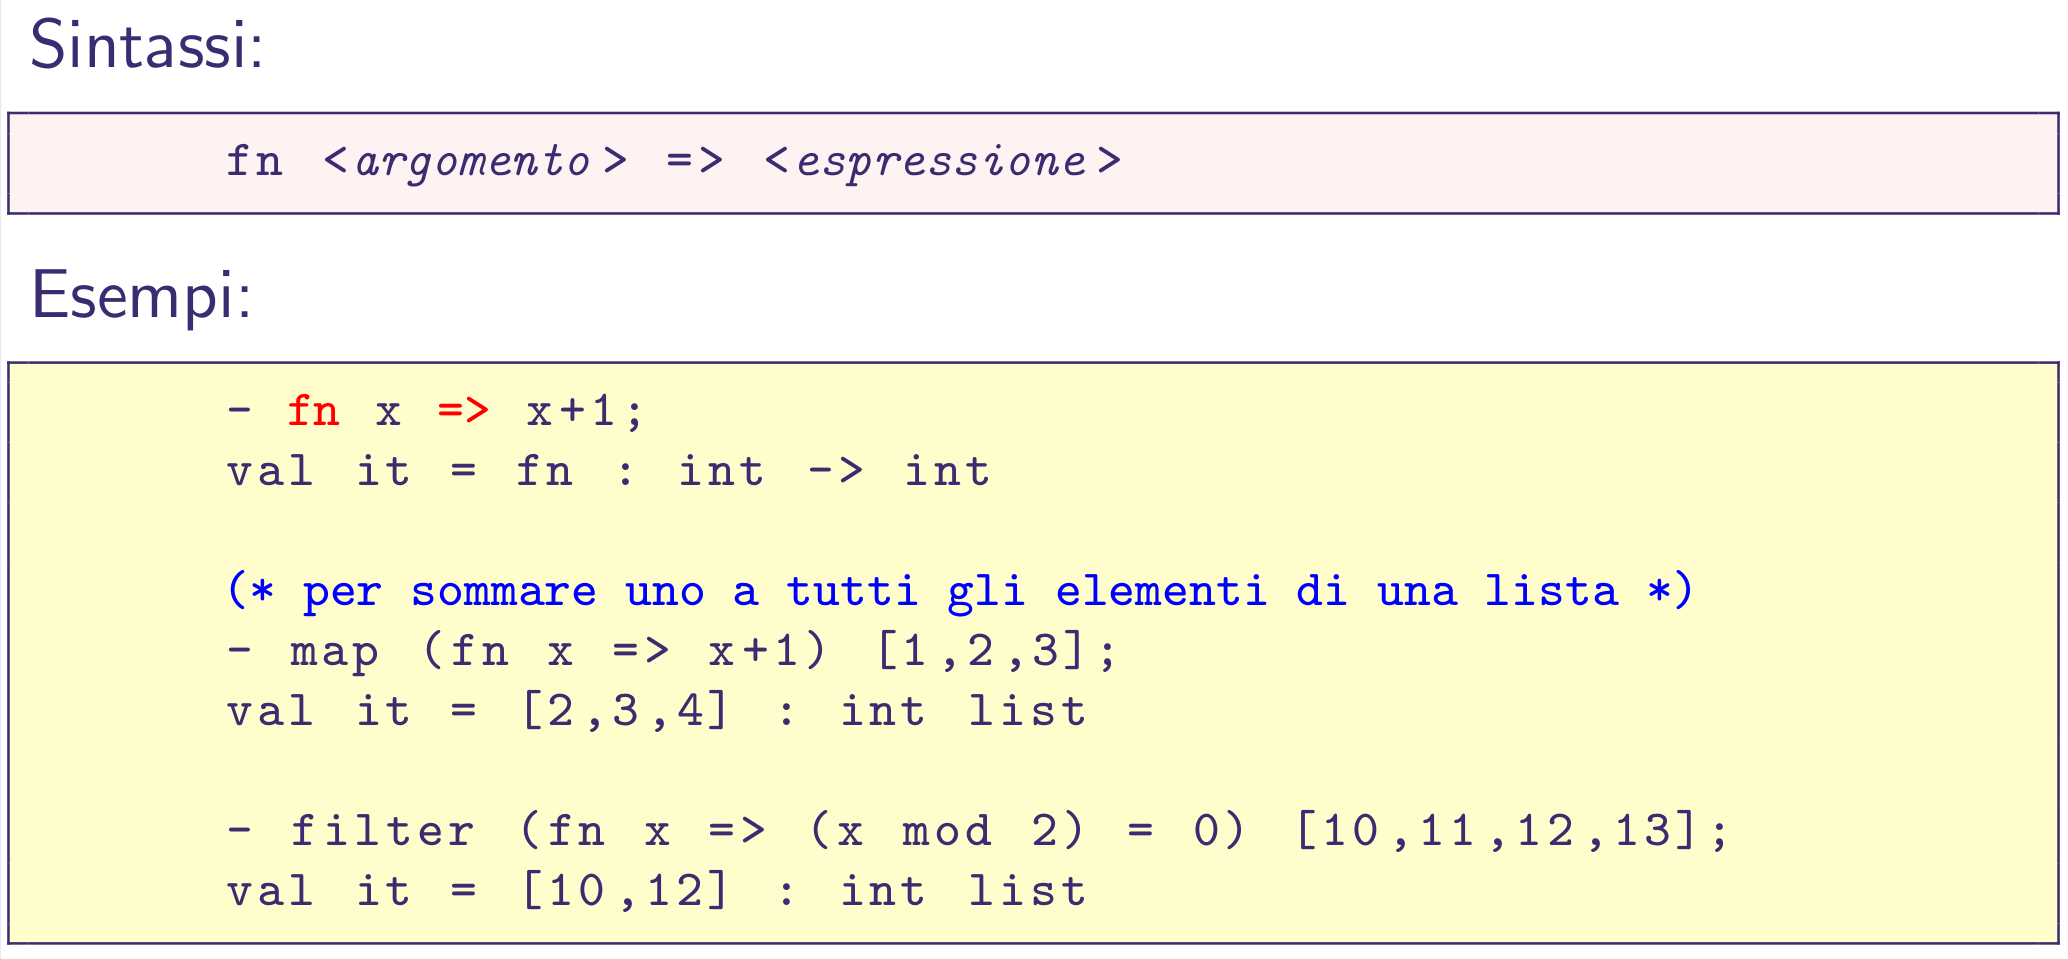 Sintassi:
fn <argomento> => <espressione>
Esempi:
- fn x => x+1;
val it = fn : int -> int
(* per sommare uno a tutti gli elementi di una lista *)
- map (fn x => x+1) [1,2,3];
val it = [2,3,4] : int list
- filter (fn x => (x mod 2) = 0) [10,11,12,13];
val it = [10,12] : int list